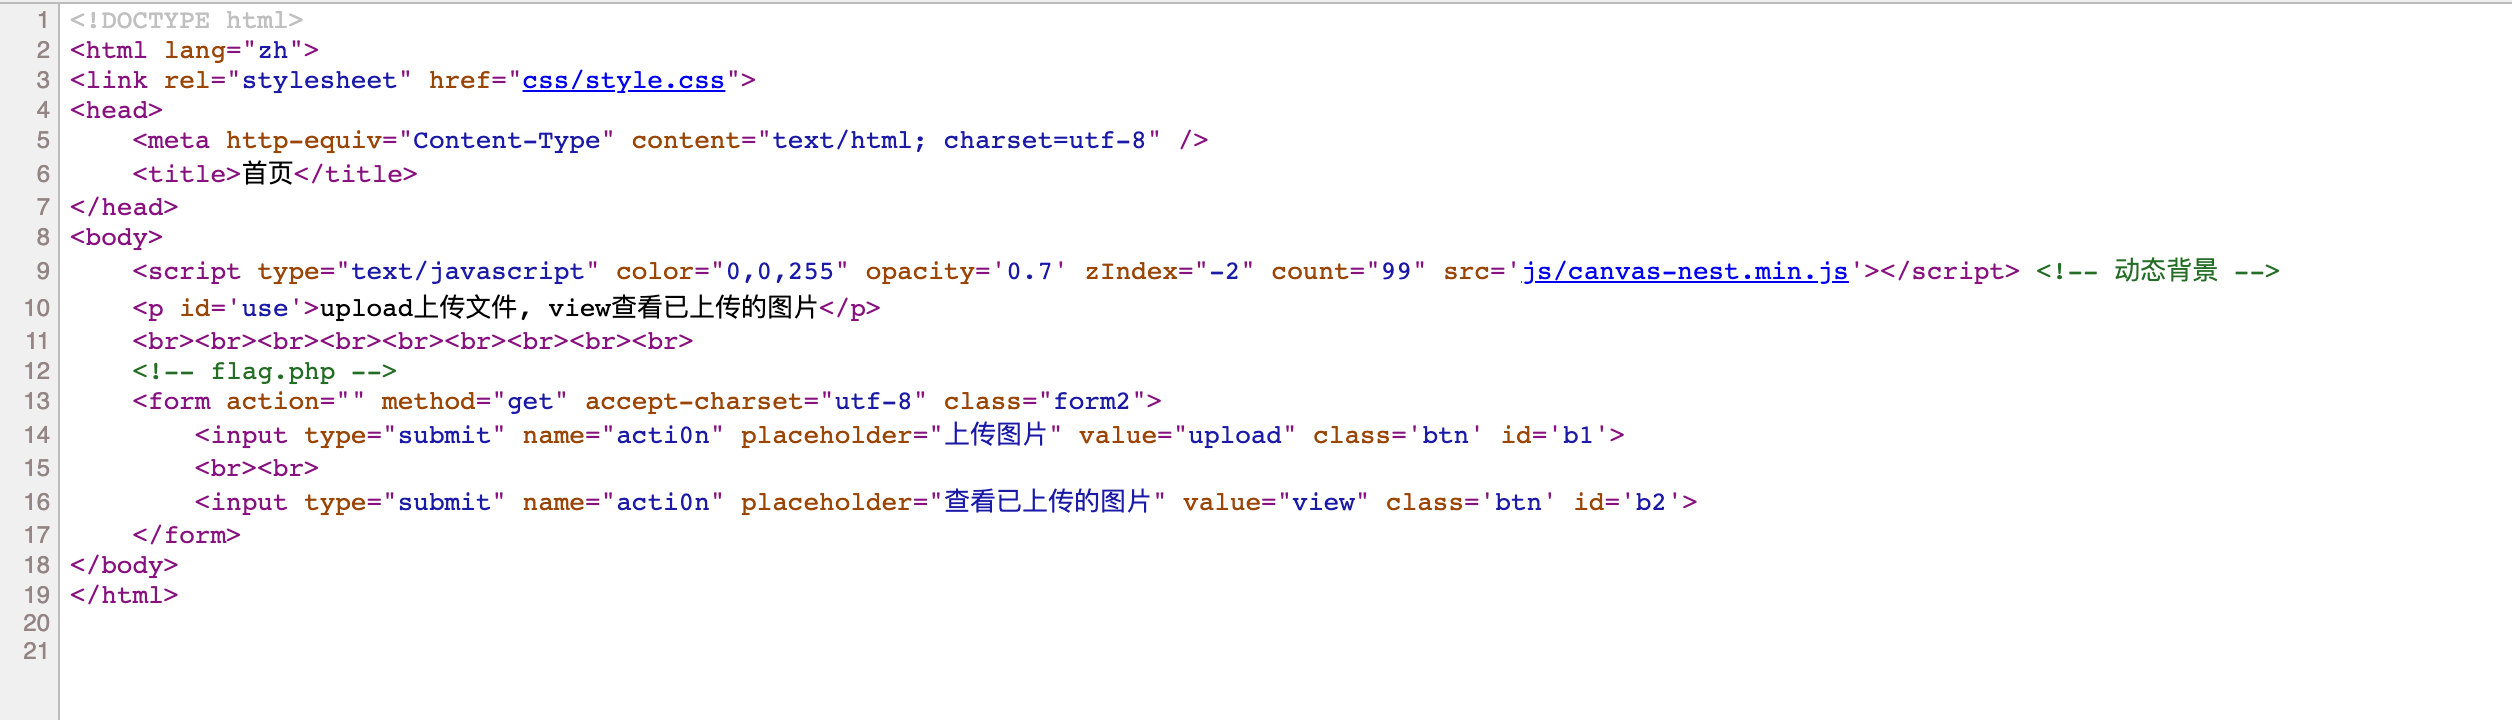 1 <!DOCTYPE html>
2 <html lang="zh">
3 <link rel="stylesheet" href="css/style.css">
4 <head>
5     <meta http-equiv="Content-Type" content="text/html; charset=utf-8" />
6     <title>首页</title>
7 </head>
8 <body>
9     <script type="text/javascript" color="0,0,255" opacity='0.7' zIndex="-2" count="99" src='js/canvas-nest.min.js'></script> <!-- 动态背景 -->
10     <p id='use'>upload上传文件, view查看已上传的图片</p>
11     <br><br><br><br><br><br><br><br><br>
12     <!-- flag.php -->
13     <form action="" method="get" accept-charset="utf-8" class="form2">
14         <input type="submit" name="acti0n" placeholder="上传图片" value="upload" class='btn' id='b1'>
15         <br><br>
16         <input type="submit" name="acti0n" placeholder="查看已上传的图片" value="view" class='btn' id='b2'>
17     </form>
18 </body>
19 </html>
20
21